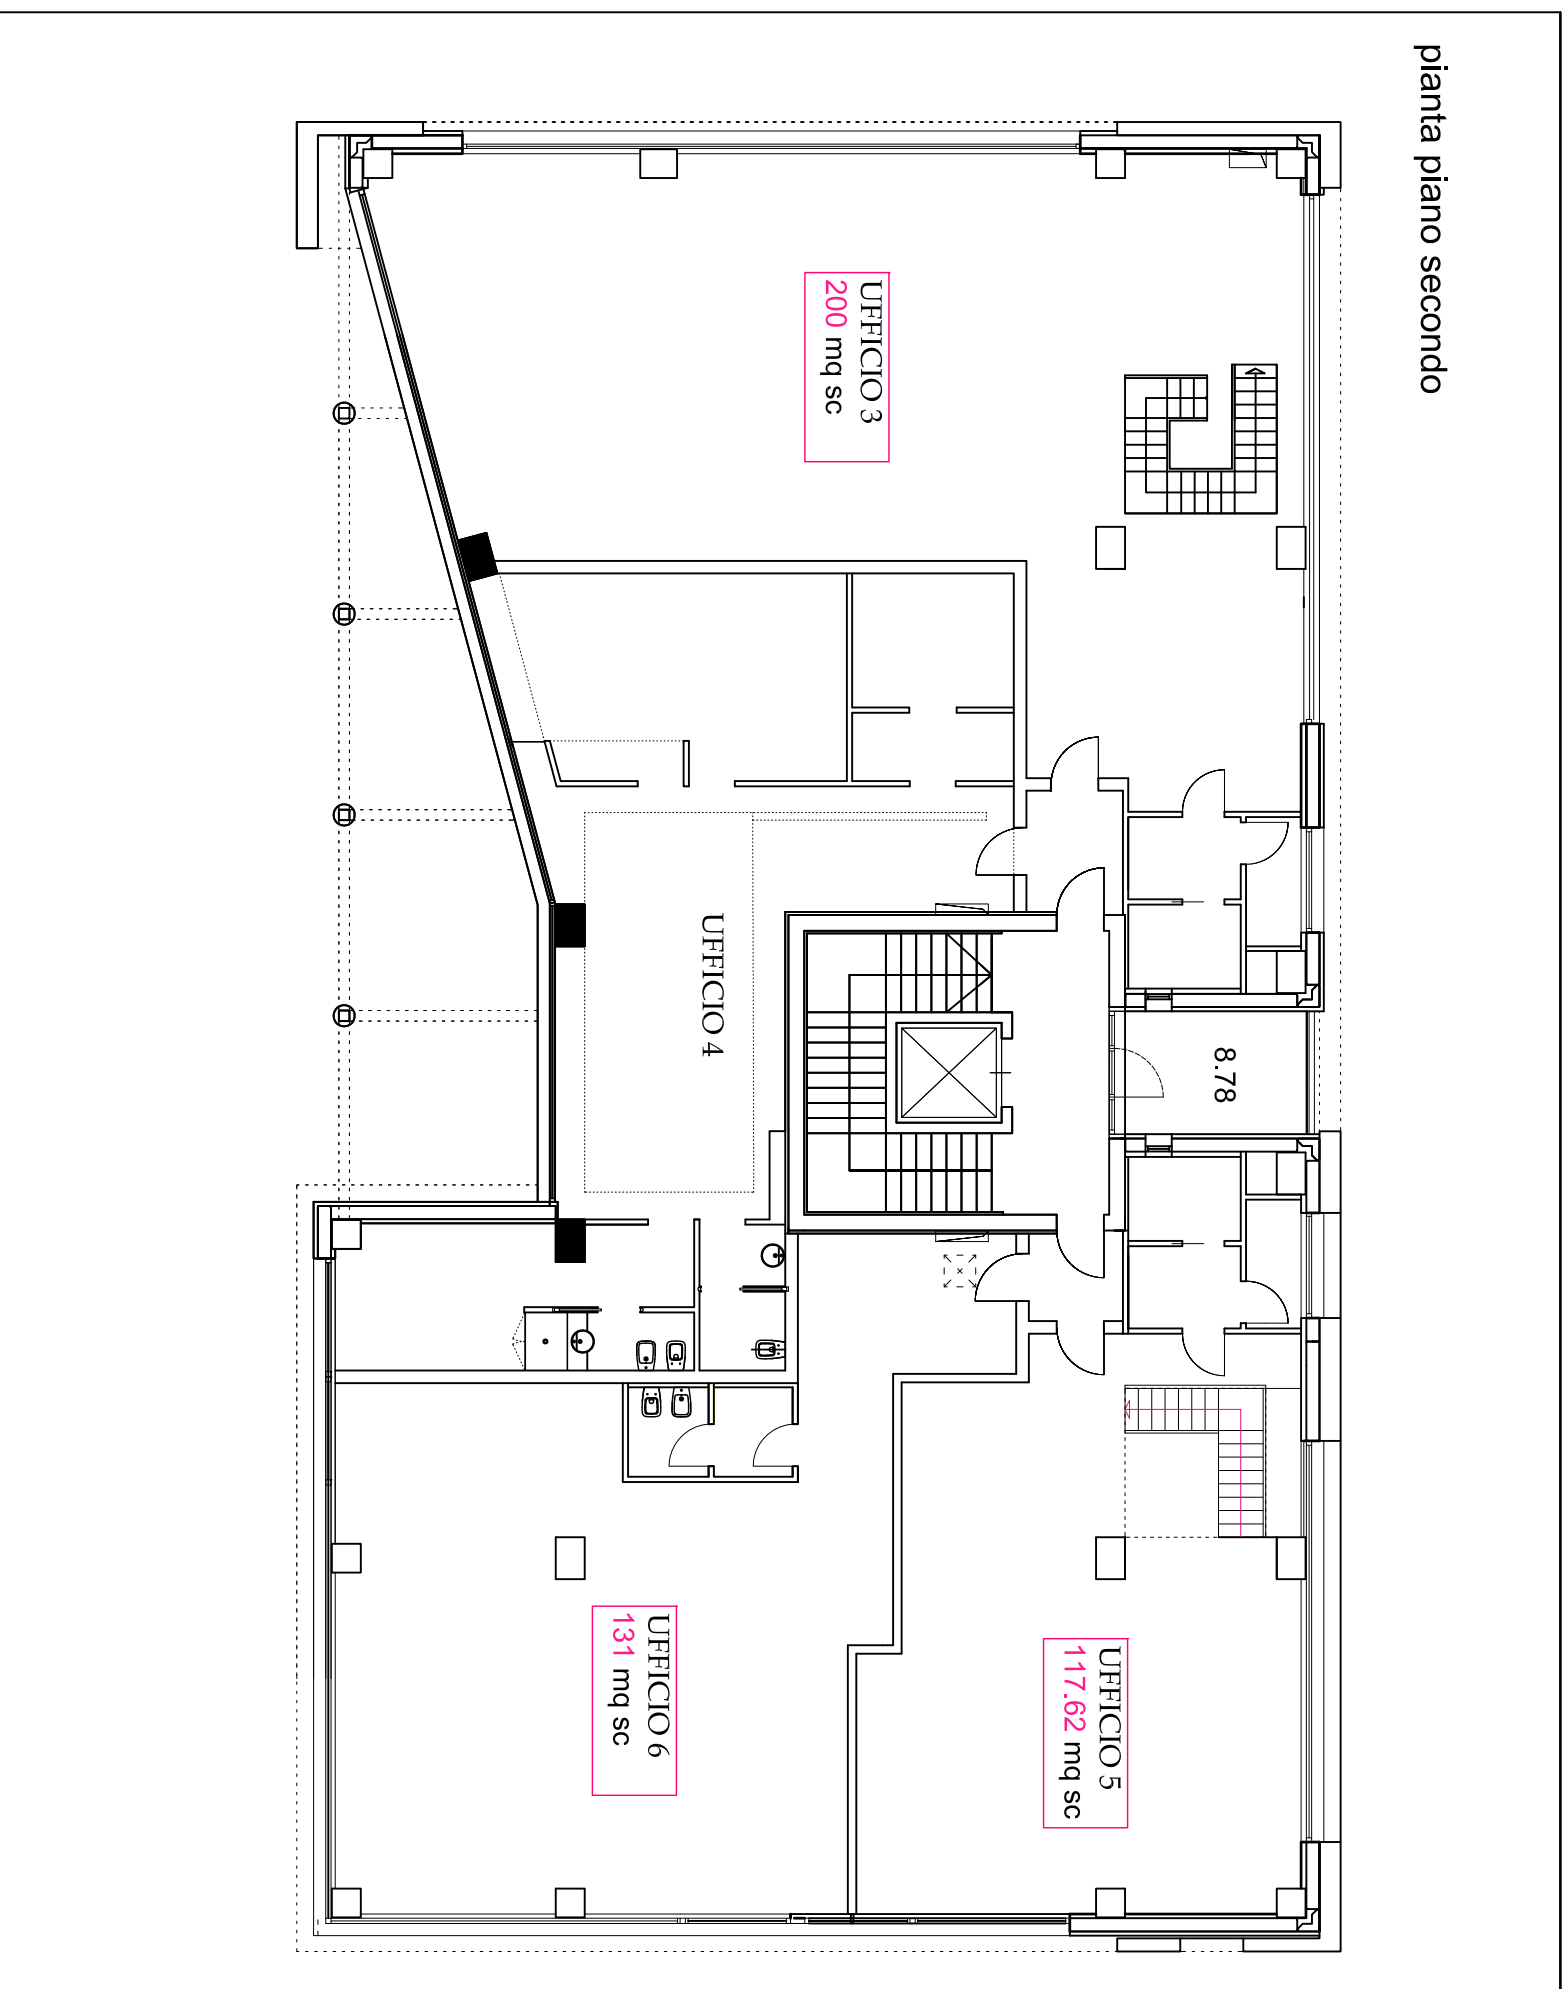 pianta piano secondo
UFFICIO 3
200 mq sc
UFFICIO 4
8.78
UFFICIO 5
117.62 mq sc
UFFICIO 6
131 mq sc